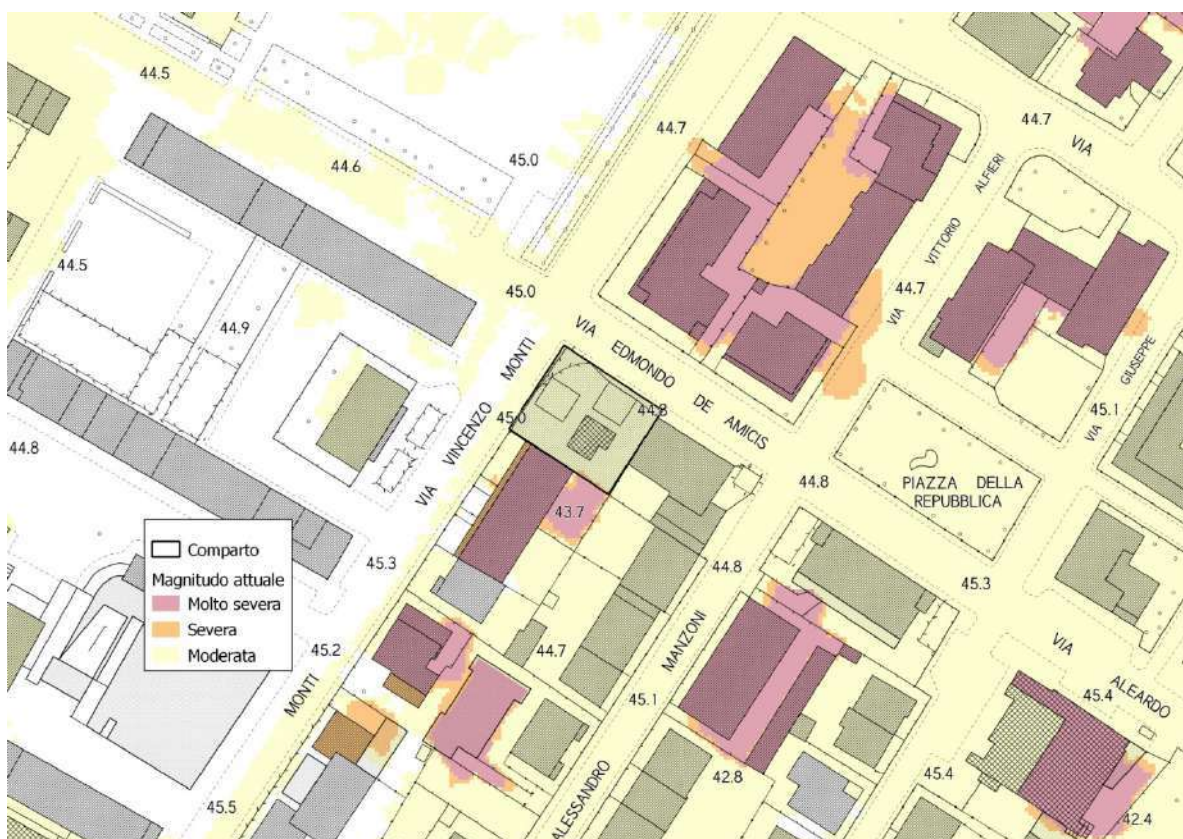 44.5
44.7
44.7
VIA
44.6
45.0
ALFIERI
VITTORIO
VIA
44.5
44.7
45.0
44.9
VIA EDMONDO DE AMICIS
GIUSEPPE
VIA
45.1
VIA VINCENZO MONTI
45.0
44.8
44.8
PIAZZA DELLA
REPUBBLICA
44.8
43.7
Comparto
Magnitudo attuale
Molto severa
Severa
Moderata
45.3
44.8
45.3
45.2
44.7
MANZONI
ALESSANDRO
45.1
VIA
ALEARDO
45.4
MONTI
45.5
42.8
45.4
42.4